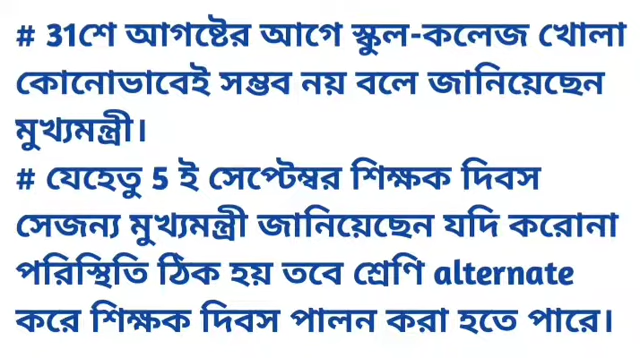 # 31শে আগষ্টের আগে স্কুল-কলেজ খোলা
কোনোভাবেই সম্ভব নয় বলে জানিয়েছেন
মুখ্যমন্ত্রী।
# যেহেতু 5 ই সেপ্টেম্বর শিক্ষক দিবস
সেজন্য মুখ্যমন্ত্রী জানিয়েছেন যদি করোনা
পরিস্থিতি ঠিক হয় তবে শ্রেণি alternate
করে শিক্ষক দিবস পালন করা হতে পারে।